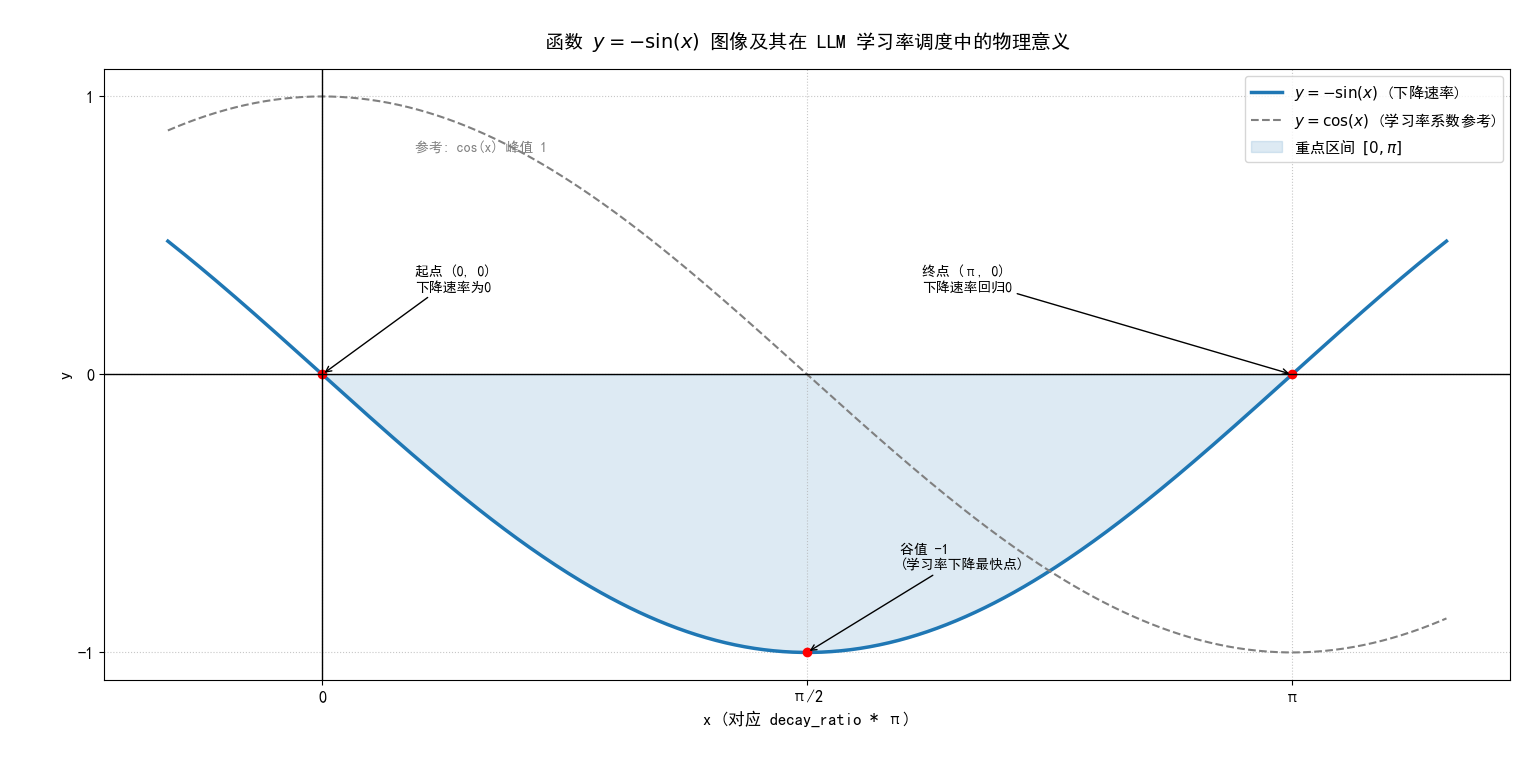 函数 y = −sin(x) 图像及其在 LLM 学习率调度中的物理意义
y = −sin(x) (下降速率)
y = cos(x) (学习率系数参考)
重点区间 [0, π]
参考: cos(x) 峰值 1
起点 (0, 0)
下降速率为0
终点 (π, 0)
下降速率回归0
谷值 -1
(学习率下降最快点)
y
1
0
−1
0
π/2
π
x (对应 decay_ratio * π)